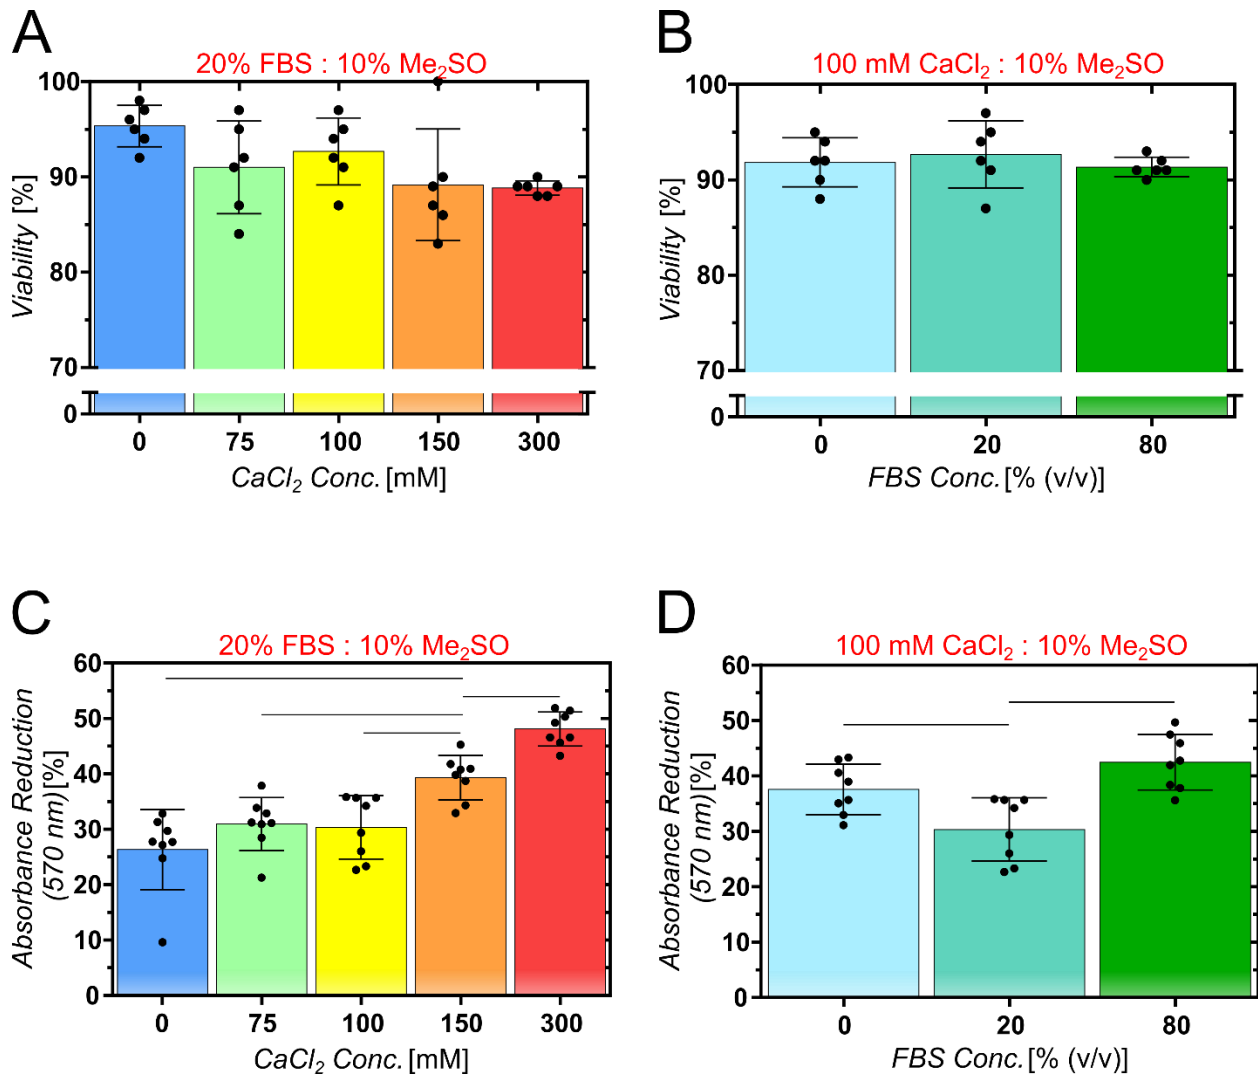 A
20% FBS : 10% Me₂SO
Viability [%]
100
90
80
70
0
0 75 100 150 300
CaCl₂ Conc. [mM]
B
100 mM CaCl₂ : 10% Me₂SO
Viability [%]
100
90
80
70
0
0 20 80
FBS Conc. [% (v/v)]
C
20% FBS : 10% Me₂SO
Absorbance Reduction
(570 nm) [%]
60
50
40
30
20
10
0
0 75 100 150 300
CaCl₂ Conc. [mM]
D
100 mM CaCl₂ : 10% Me₂SO
Absorbance Reduction
(570 nm) [%]
60
50
40
30
20
10
0
0 20 80
FBS Conc. [% (v/v)]